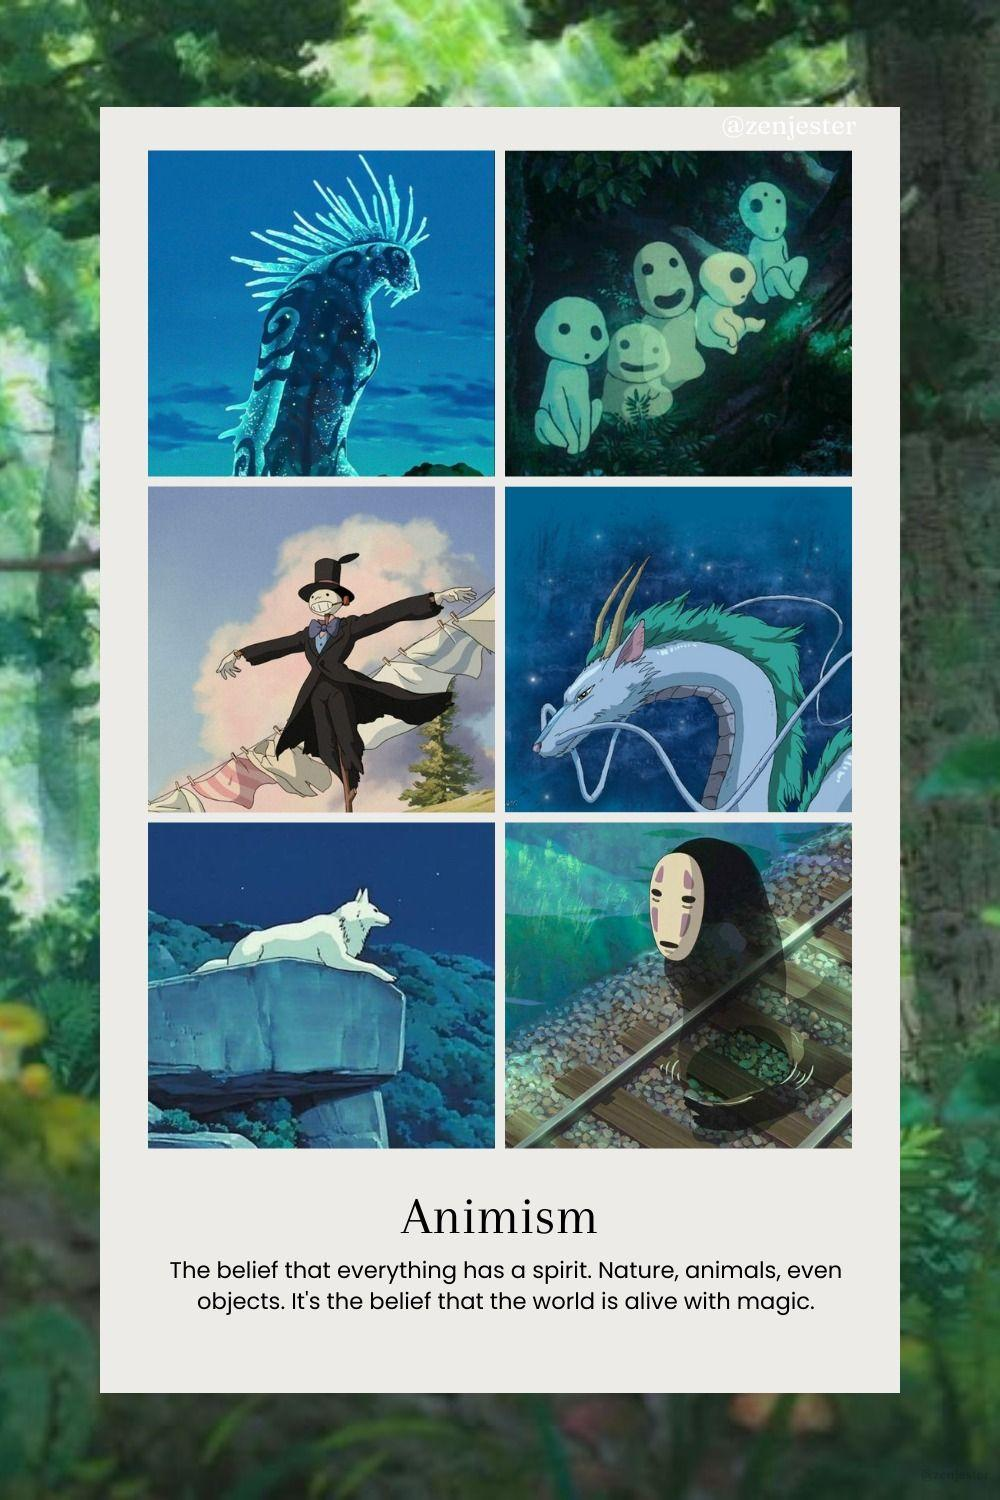 @zenjester
Animism
The belief that everything has a spirit. Nature, animals, even
objects. It's the belief that the world is alive with magic.
@zenjester